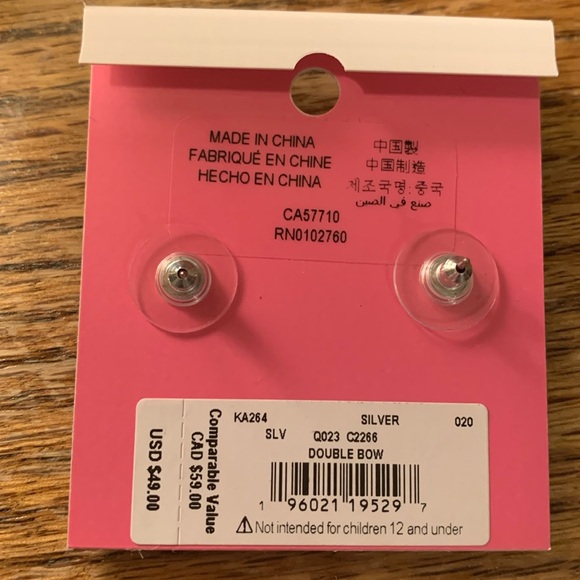 MADE IN CHINA
FABRIQUÉ EN CHINE
HECHO EN CHINA
中国製
中国制造
제조국명:중국
صنع في الصين
CA57710
RN0102760
KA264 SILVER 020
SLV Q023 C2266
DOUBLE BOW
1 96021 19529 7
⚠ Not intended for children 12 and under
Comparable Value
CAD $59.00
USD $49.00